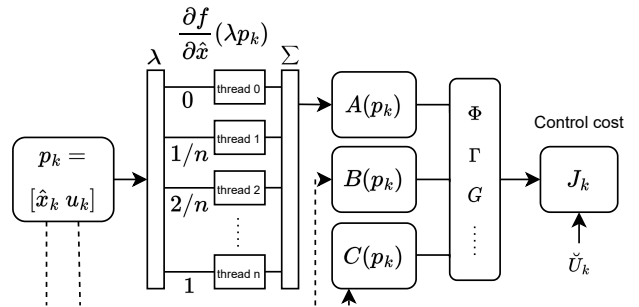 ∂f/∂x̂ (λp_k)
λ
Σ
0
thread 0
1/n
thread 1
2/n
thread 2
1
thread n
p_k =
[x̂_k u_k]
A(p_k)
B(p_k)
C(p_k)
Φ
Γ
G
Control cost
J_k
Ŭ_k